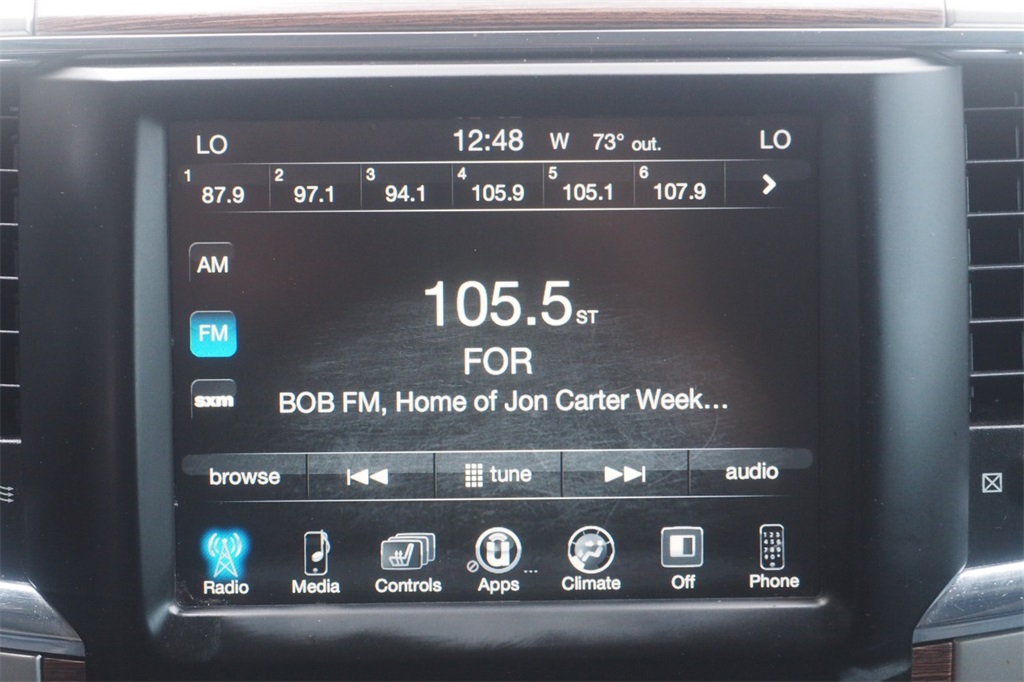 LO 12:48 W 73° out. LO
1 87.9 2 97.1 3 94.1 4 105.9 5 105.1 6 107.9
AM
105.5 ST
FM
FOR
sxm
BOB FM, Home of Jon Carter Week...
browse tune audio
Radio Media Controls Apps ... Climate Off Phone